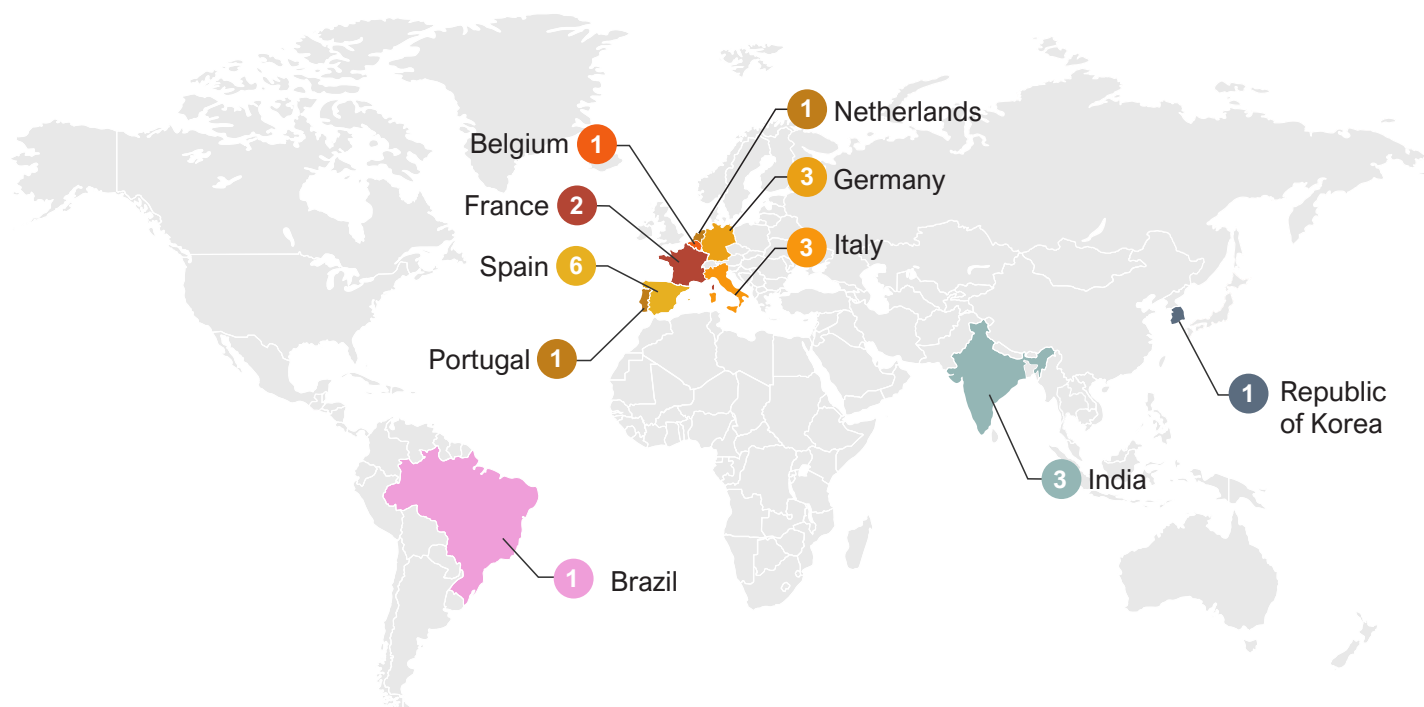 1 Netherlands
Belgium 1
3 Germany
France 2
3 Italy
Spain 6
Portugal 1
1 Republic
of Korea
3 India
1 Brazil